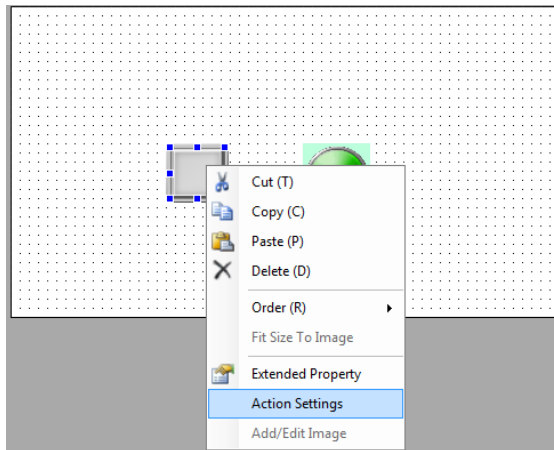 Cut (T)
Copy (C)
Paste (P)
Delete (D)
Order (R)
Fit Size To Image
Extended Property
Action Settings
Add/Edit Image